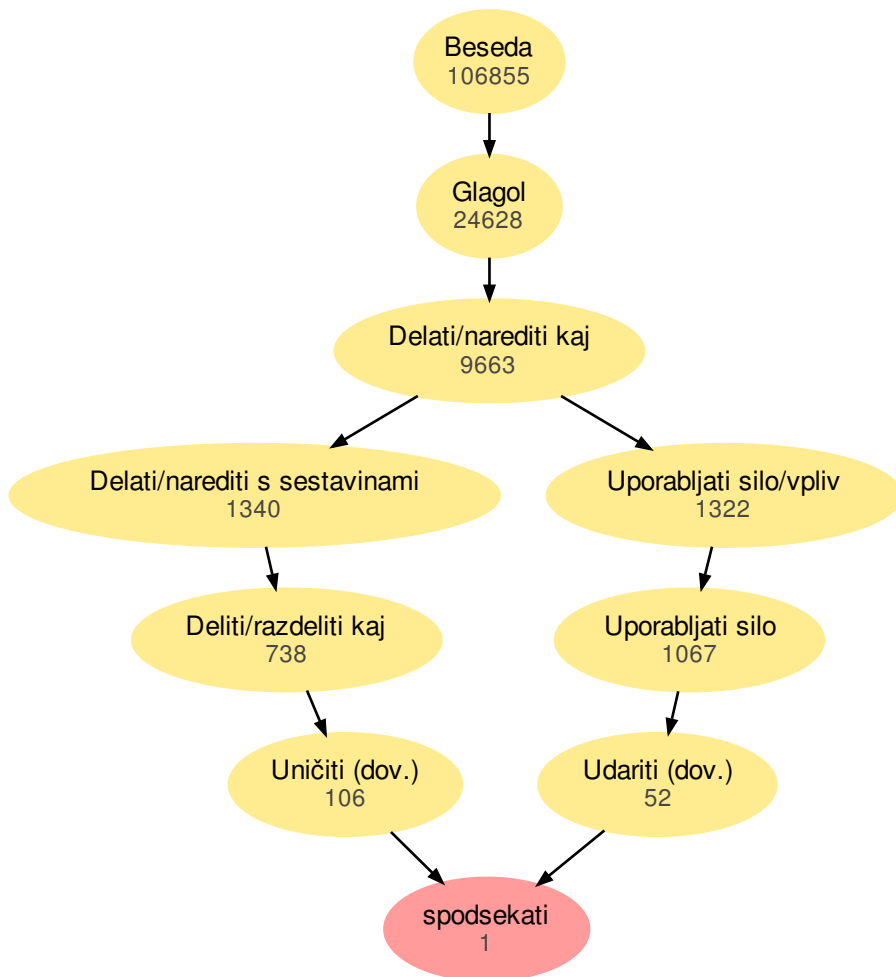 Beseda
106855
Glagol
24628
Delati/narediti kaj
9663
Delati/narediti s sestavinami
1340
Uporabljati silo/vpliv
1322
Deliti/razdeliti kaj
738
Uporabljati silo
1067
Uničiti (dov.)
106
Udariti (dov.)
52
spodsekati
1